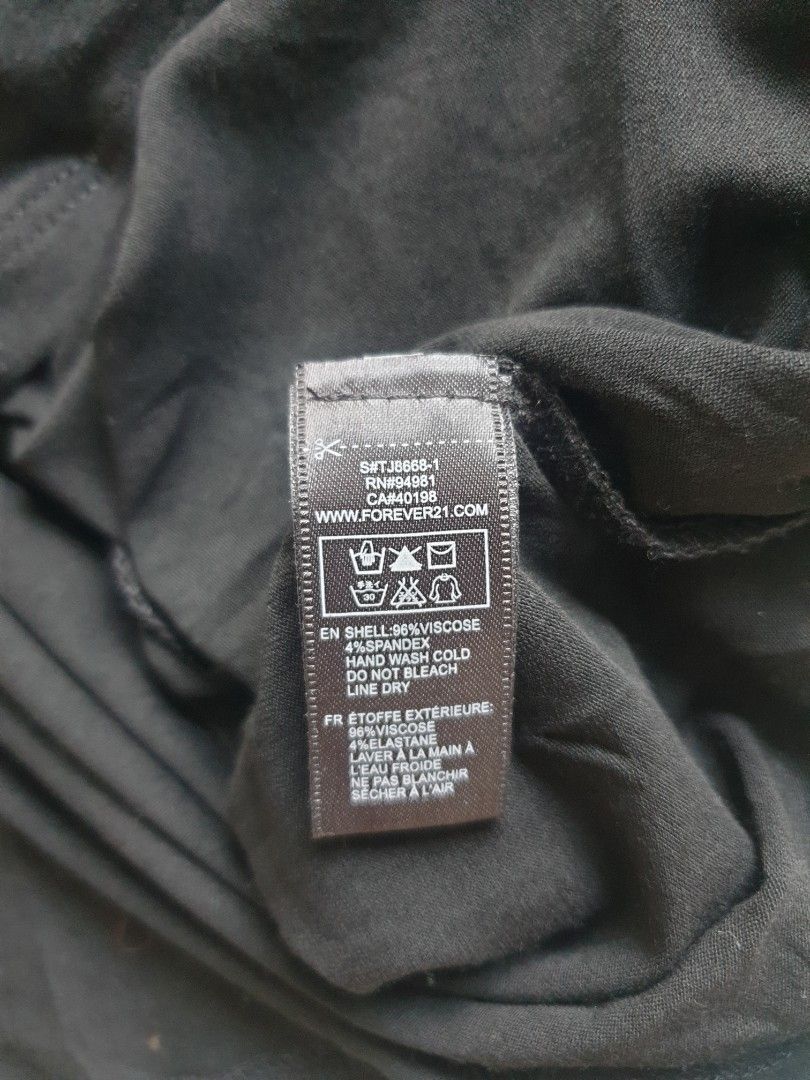 S#TJ8668-1
RN#94981
CA#40198
WWW.FOREVER21.COM
30
EN SHELL:96%VISCOSE
4%SPANDEX
HAND WASH COLD
DO NOT BLEACH
LINE DRY
FR ÉTOFFE EXTÉRIEURE:
96%VISCOSE
4%ELASTANE
LAVER À LA MAIN À
L'EAU FROIDE
NE PAS BLANCHIR
SÉCHER À L'AIR